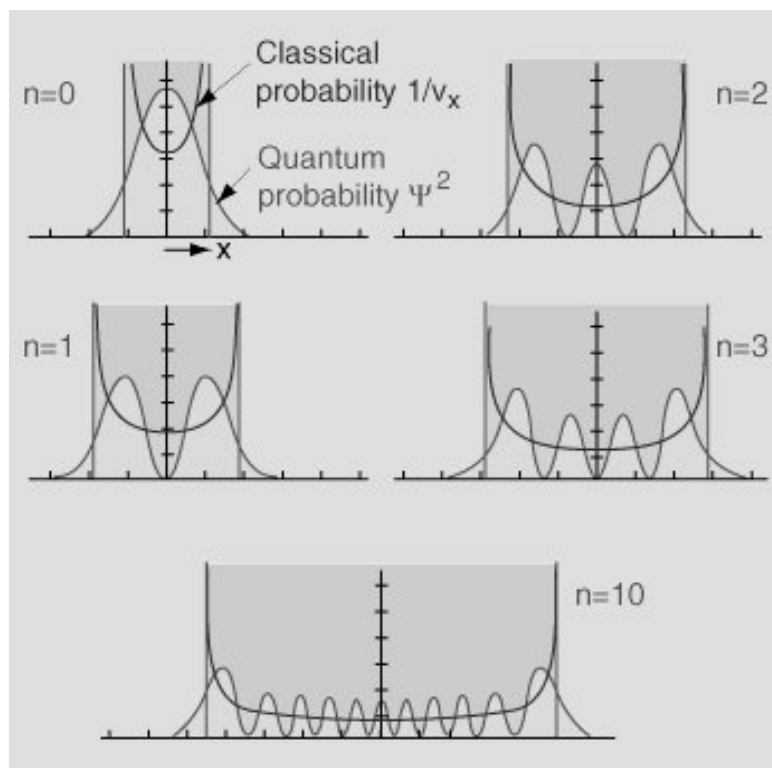 n=0
Classical
probability 1/vₓ
Quantum
probability Ψ²
x
n=2
n=1
n=3
n=10